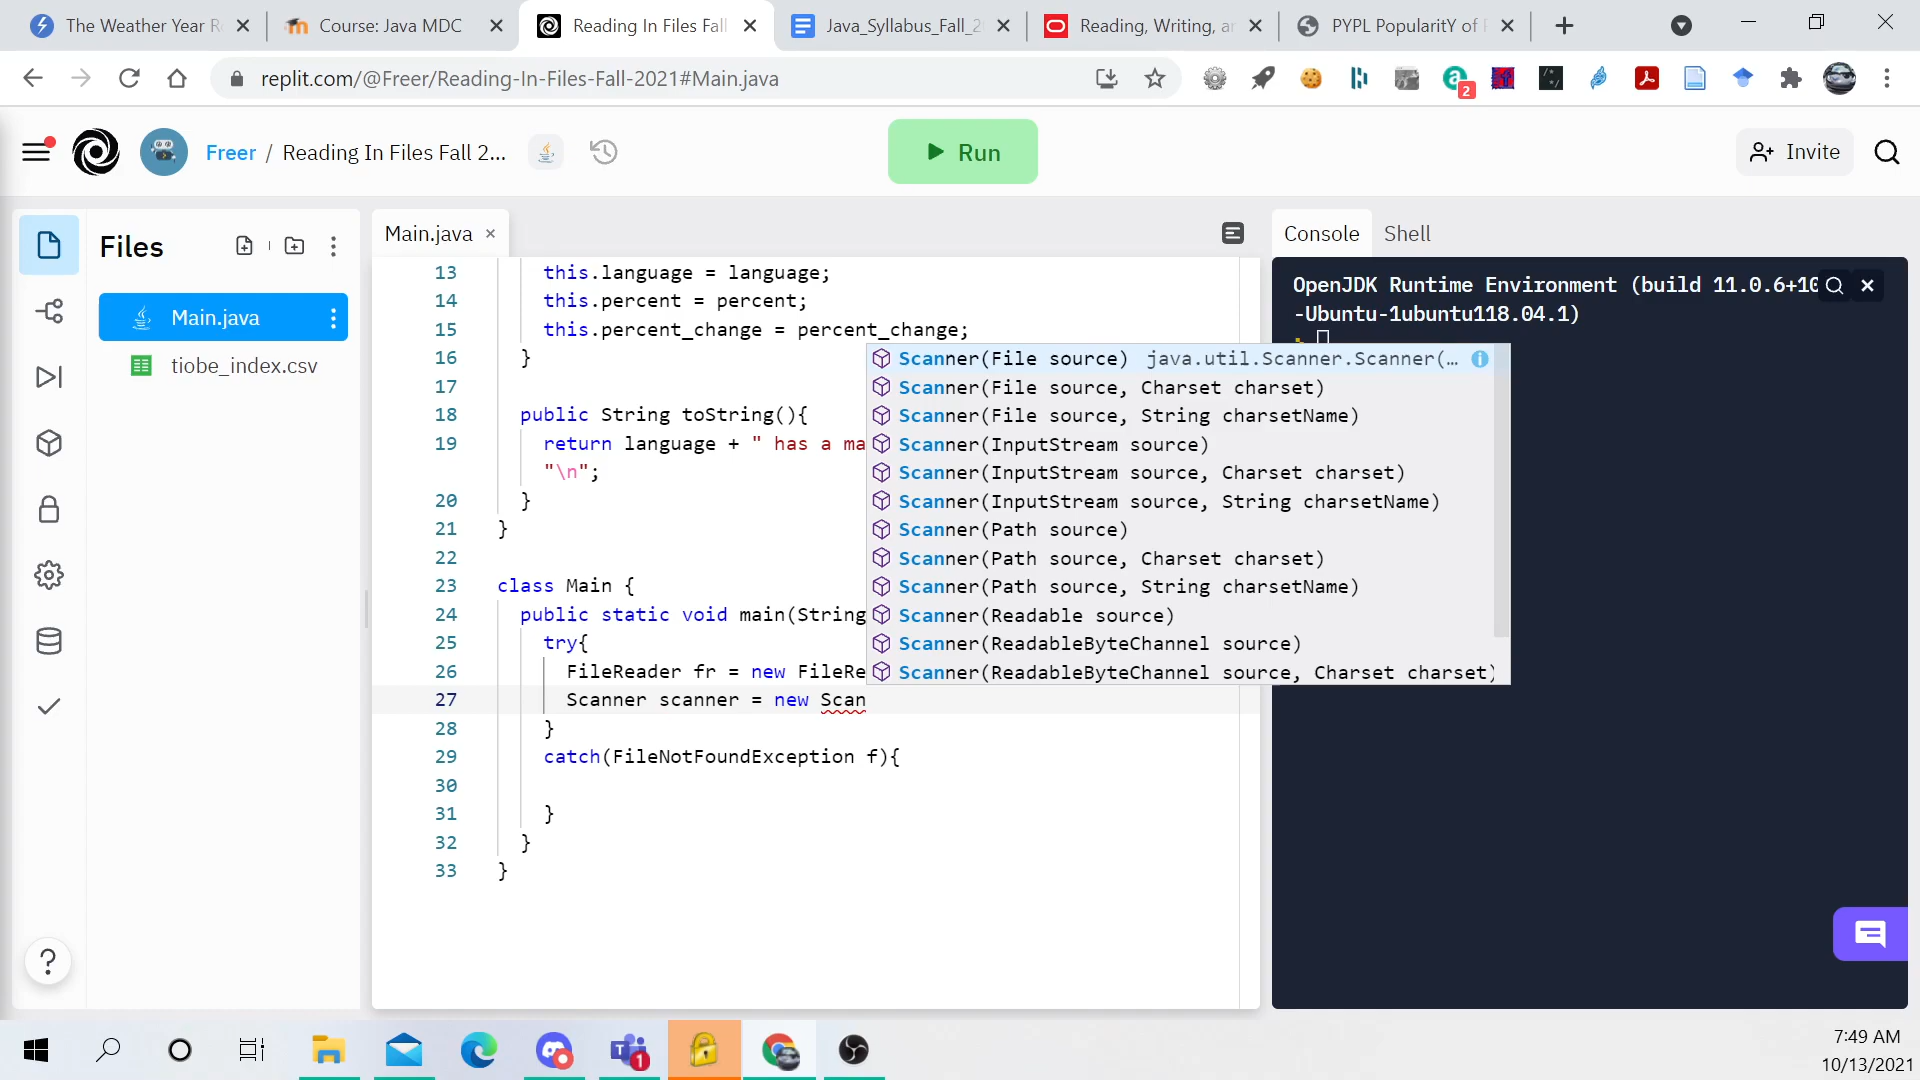 The Weather Year R
Course: Java MDC
Reading In Files Fall
Java_Syllabus_Fall_2
Reading, Writing, a
PYPL PopularitY of
replit.com/@Freer/Reading-In-Files-Fall-2021#Main.java
2
Freer / Reading In Files Fall 2...
Run
Invite
Files
Main.java
tiobe_index.csv
Main.java
13 this.language = language;
14 this.percent = percent;
15 this.percent_change = percent_change;
16 }
17
18 public String toString(){
19 return language + " has a ma
"\n";
20 }
21 }
22
23 class Main {
24 public static void main(String
25 try{
26 FileReader fr = new FileRe
27 Scanner scanner = new Scan
28 }
29 catch(FileNotFoundException f){
30
31 }
32 }
33 }
Scanner(File source) java.util.Scanner.Scanner(…
Scanner(File source, Charset charset)
Scanner(File source, String charsetName)
Scanner(InputStream source)
Scanner(InputStream source, Charset charset)
Scanner(InputStream source, String charsetName)
Scanner(Path source)
Scanner(Path source, Charset charset)
Scanner(Path source, String charsetName)
Scanner(Readable source)
Scanner(ReadableByteChannel source)
Scanner(ReadableByteChannel source, Charset charset)
Console
Shell
OpenJDK Runtime Environment (build 11.0.6+10
-Ubuntu-1ubuntu118.04.1)
1
7:49 AM
10/13/2021